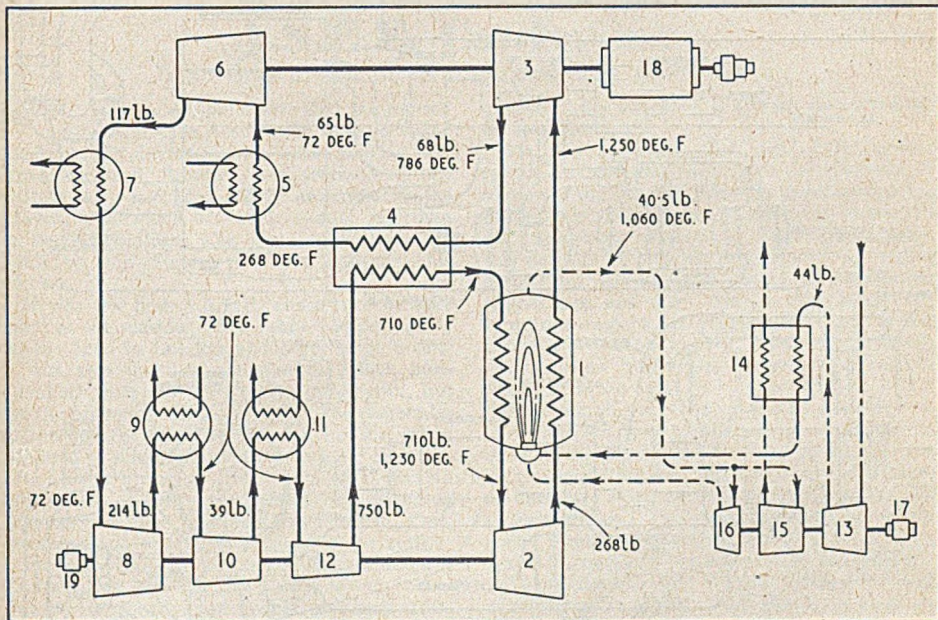 6
3
18
117lb.
65lb.
72 DEG. F
68lb.
786 DEG. F
1,250 DEG. F
7
5
4
40·5lb.
1,060 DEG. F
268 DEG. F
710 DEG. F
44lb.
72 DEG. F
14
1
9
11
710lb.
1,230 DEG. F
72 DEG. F
214lb.
39lb.
750lb.
268lb
17
19
8
10
12
2
16
15
13